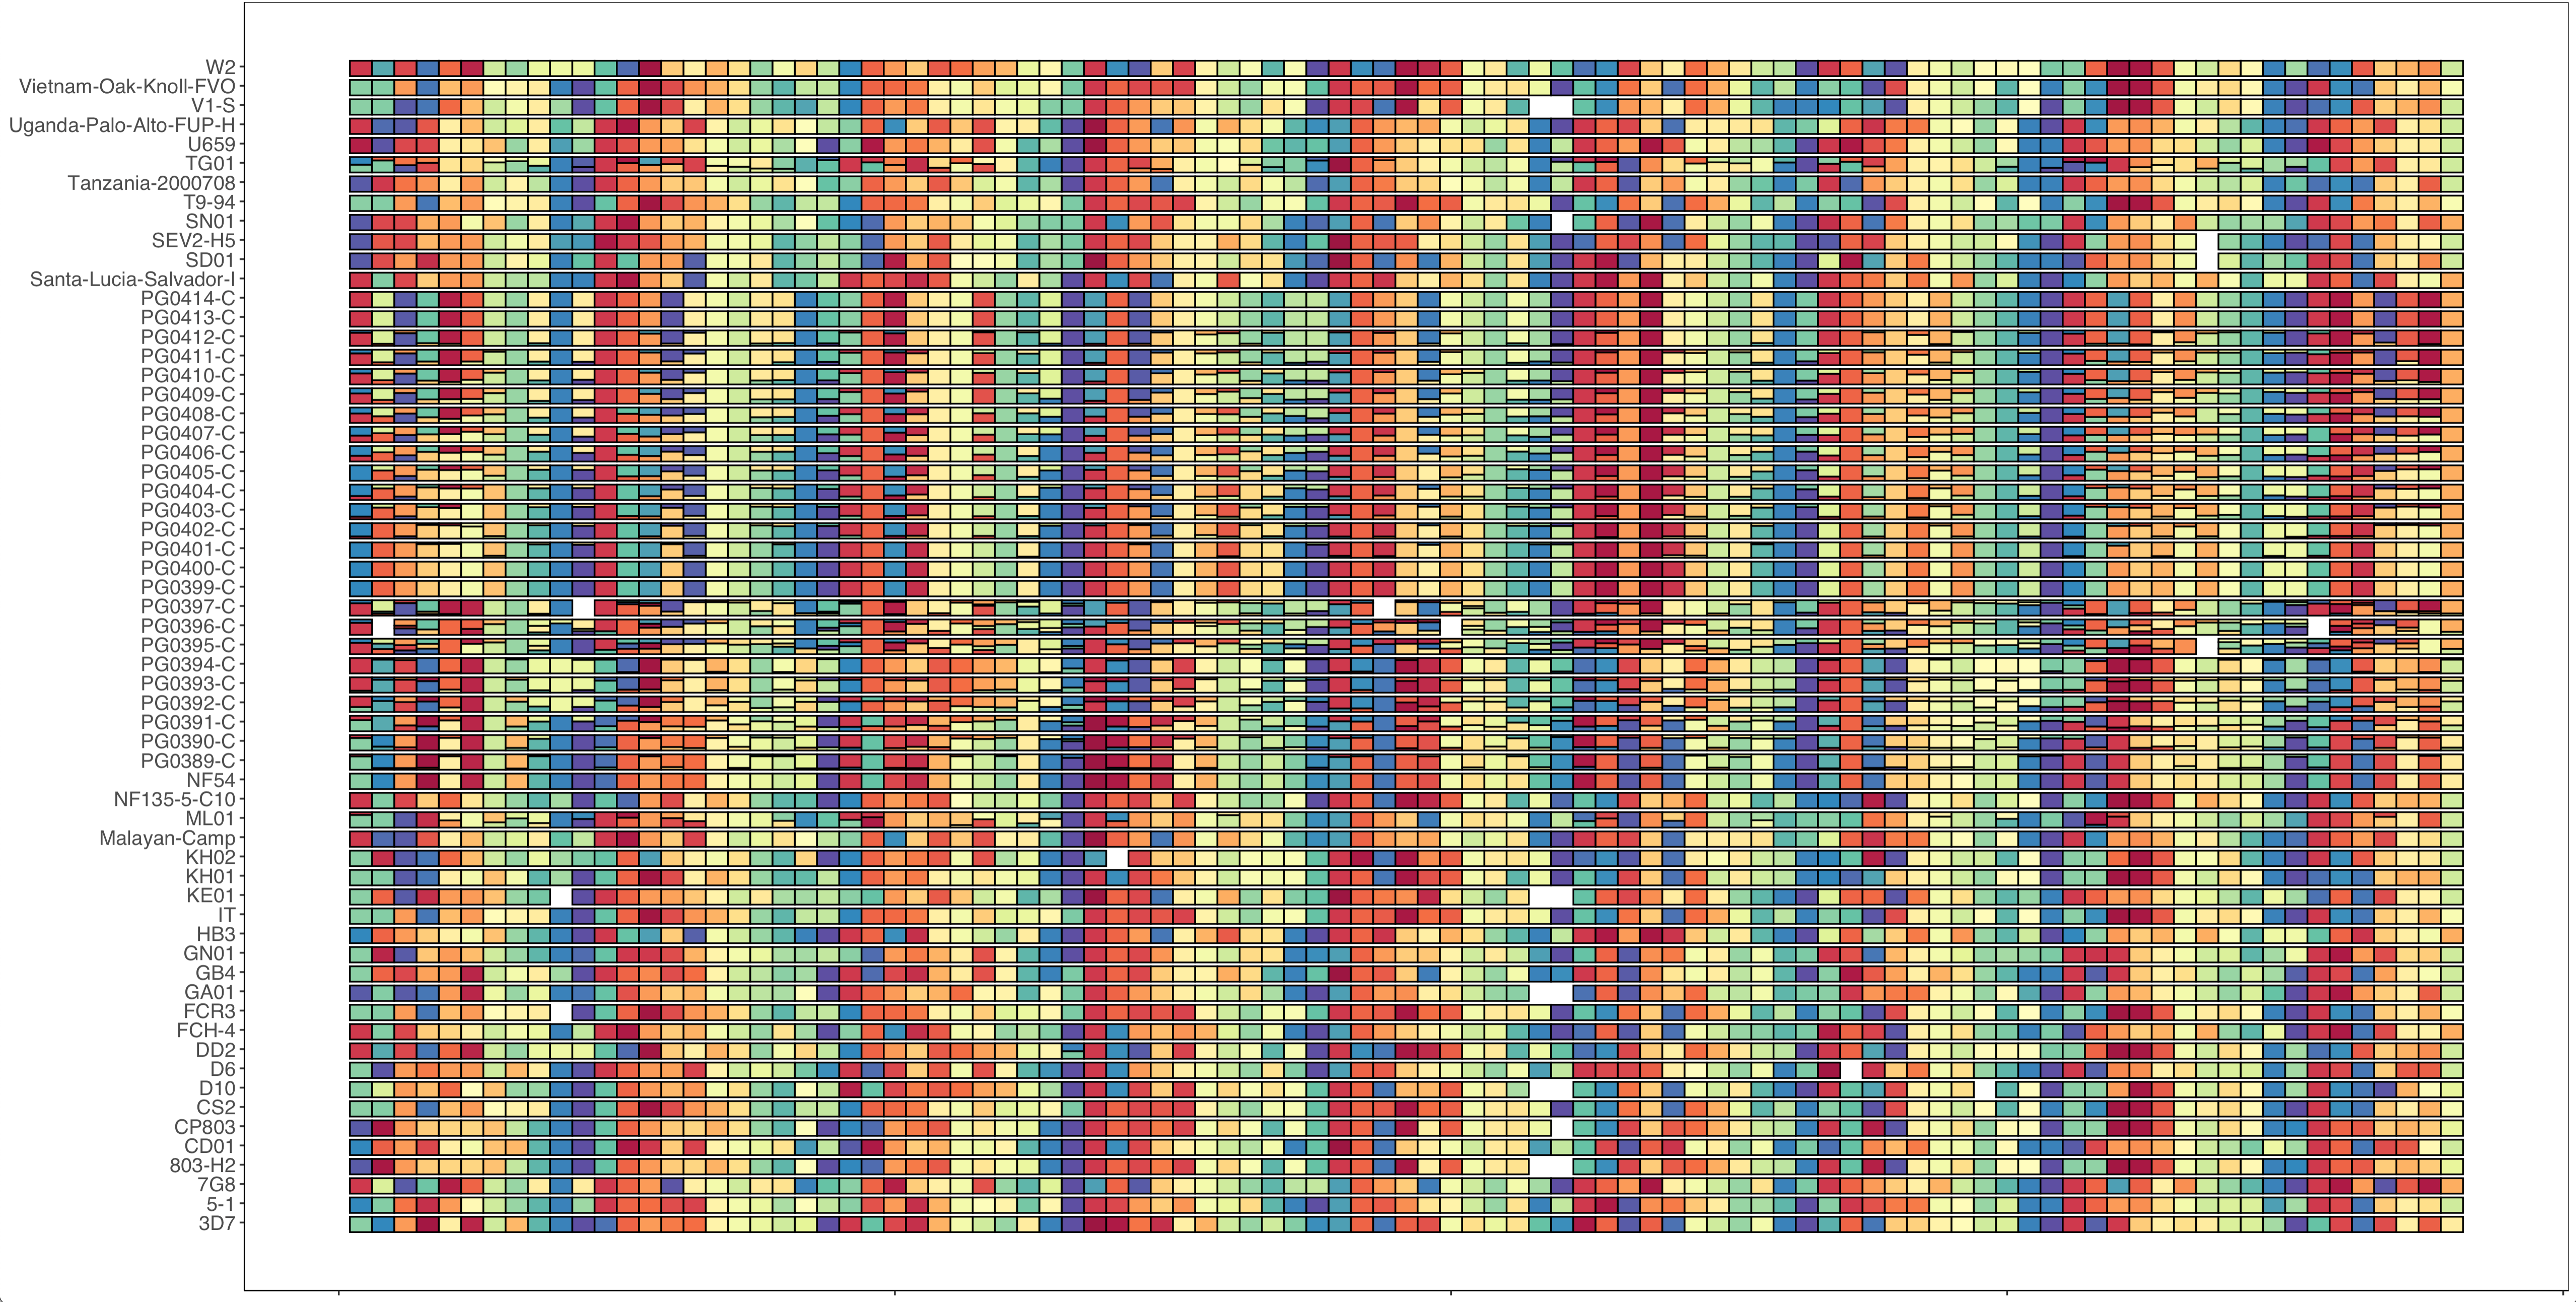 W2
Vietnam-Oak-Knoll-FVO
V1-S
Uganda-Palo-Alto-FUP-H
U659
TG01
Tanzania-2000708
T9-94
SN01
SEV2-H5
SD01
Santa-Lucia-Salvador-I
PG0414-C
PG0413-C
PG0412-C
PG0411-C
PG0410-C
PG0409-C
PG0408-C
PG0407-C
PG0406-C
PG0405-C
PG0404-C
PG0403-C
PG0402-C
PG0401-C
PG0400-C
PG0399-C
PG0397-C
PG0396-C
PG0395-C
PG0394-C
PG0393-C
PG0392-C
PG0391-C
PG0390-C
PG0389-C
NF54
NF135-5-C10
ML01
Malayan-Camp
KH02
KH01
KE01
IT
HB3
GN01
GB4
GA01
FCR3
FCH-4
DD2
D6
D10
CS2
CP803
CD01
803-H2
7G8
5-1
3D7